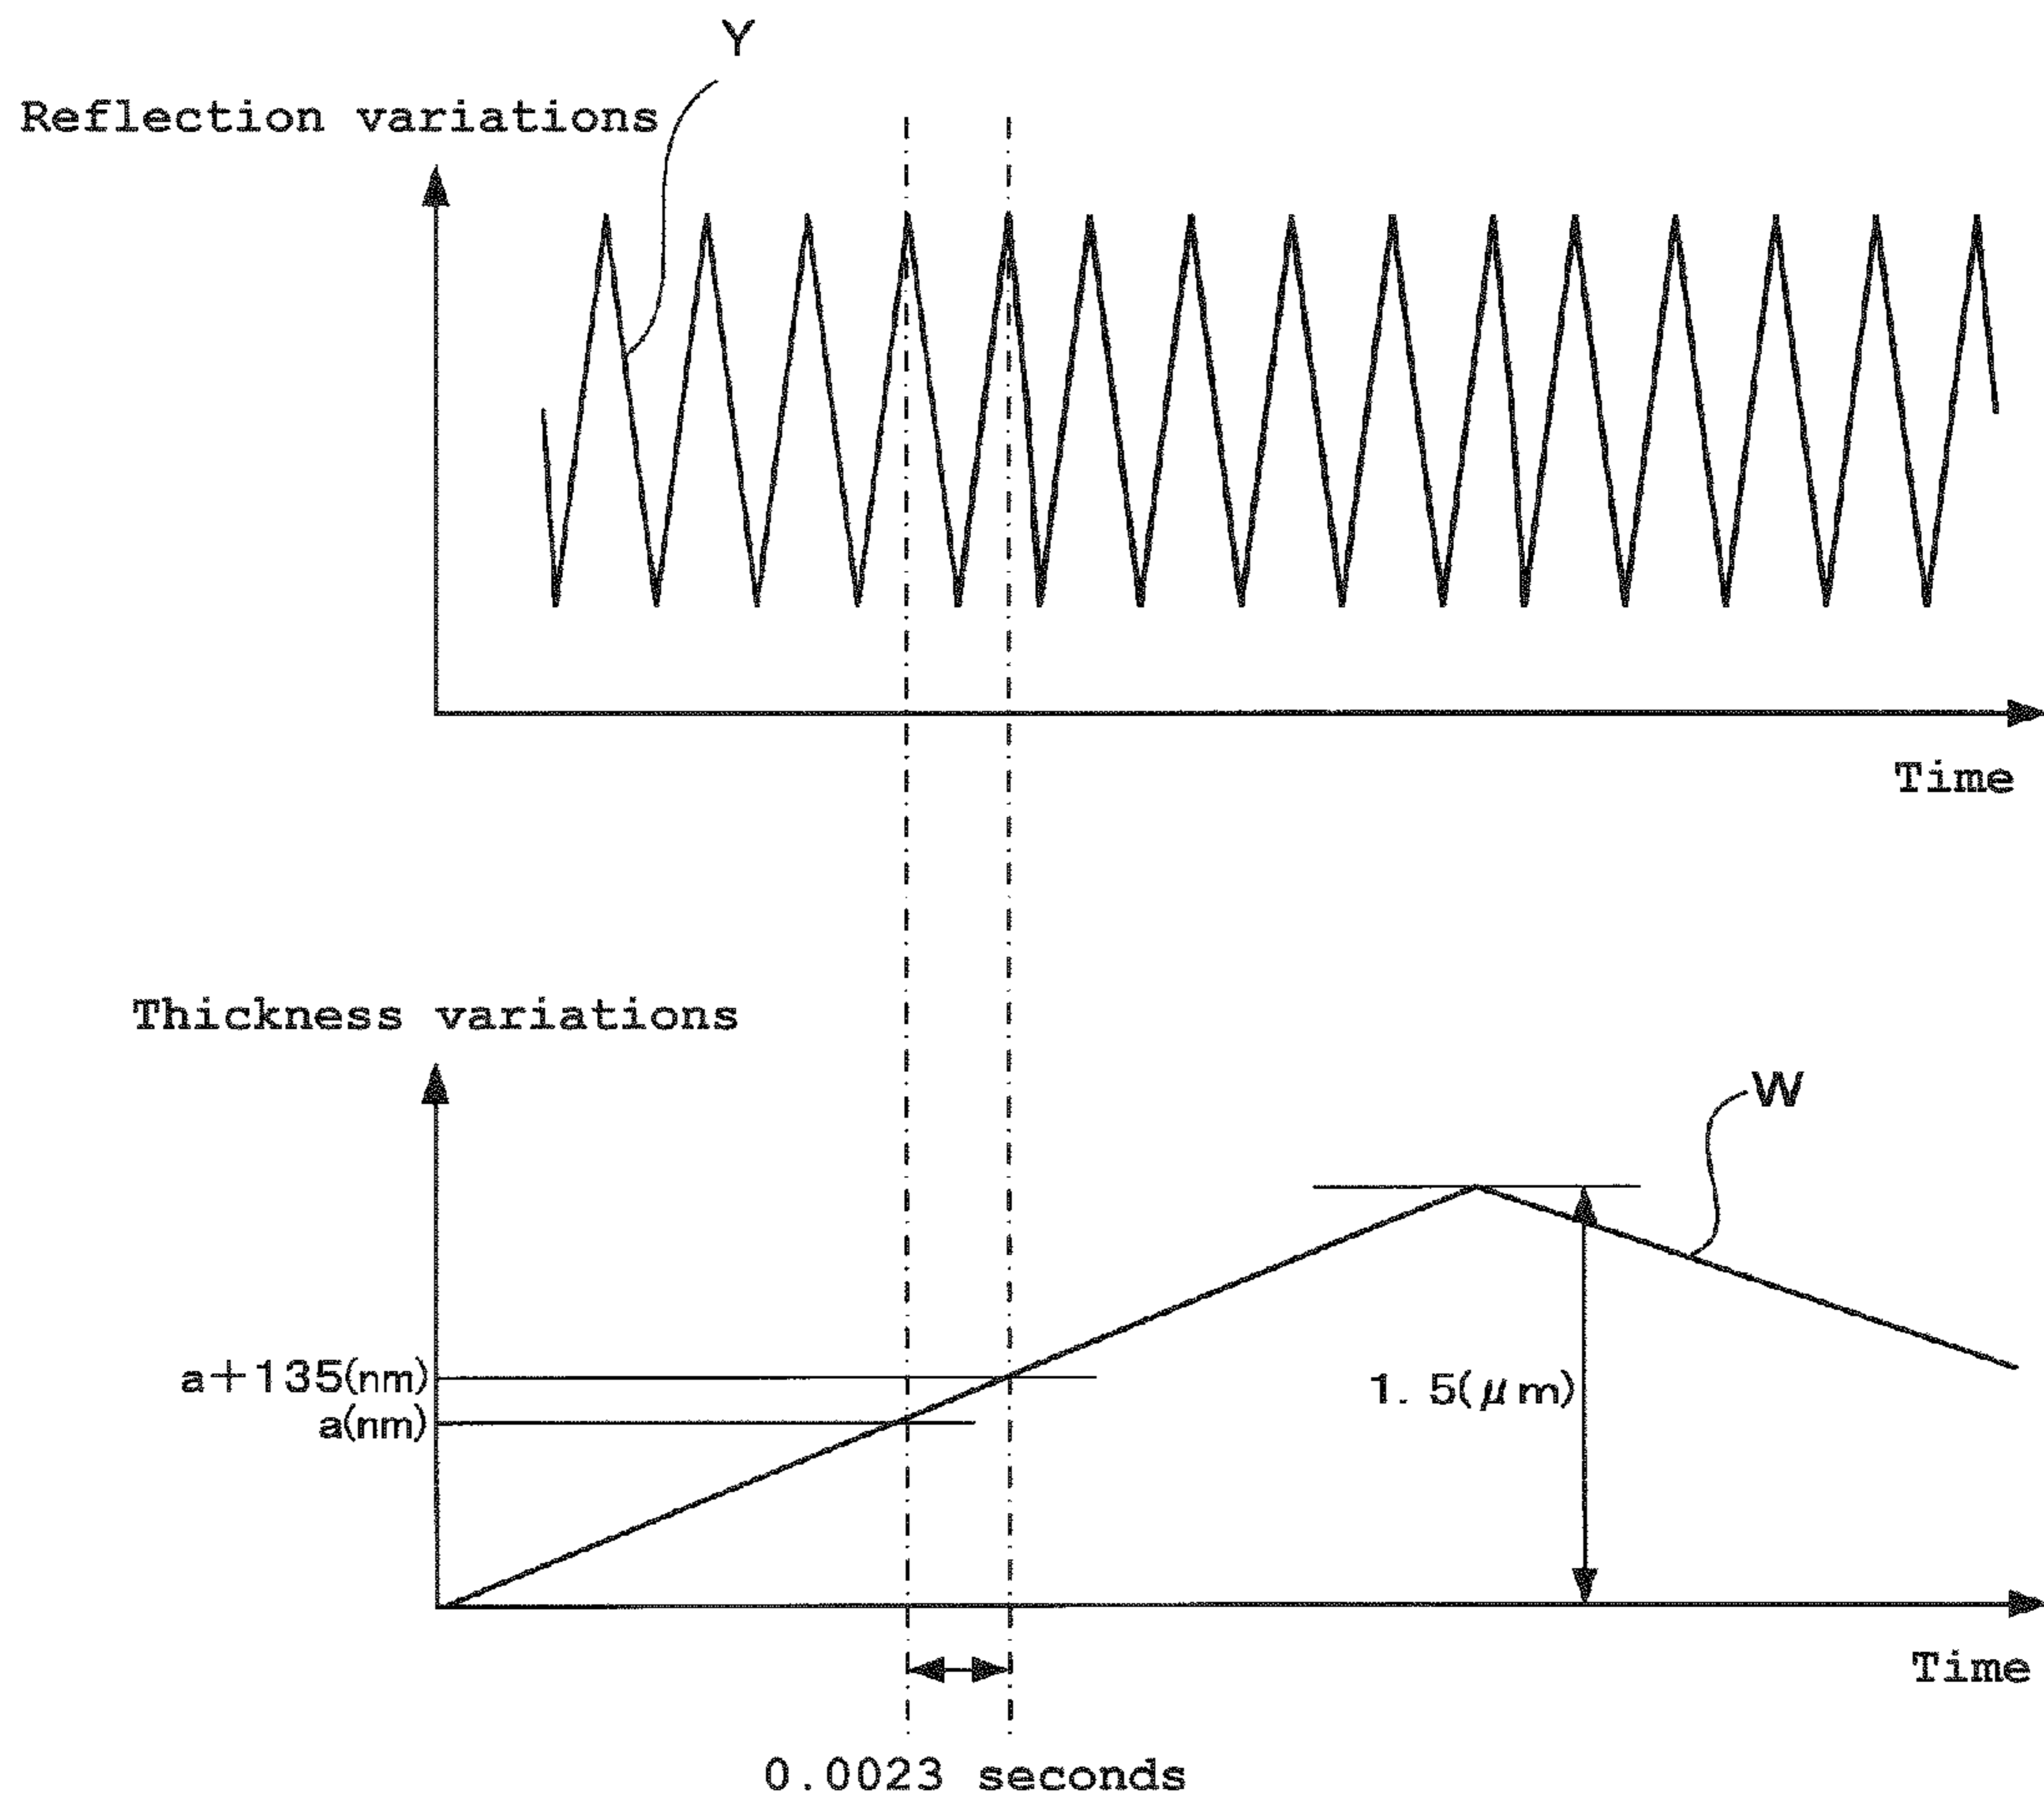 Y
Reflection variations
Time
Thickness variations
W
a+135(nm)
1. 5(μm)
a(nm)
Time
0.0023 seconds